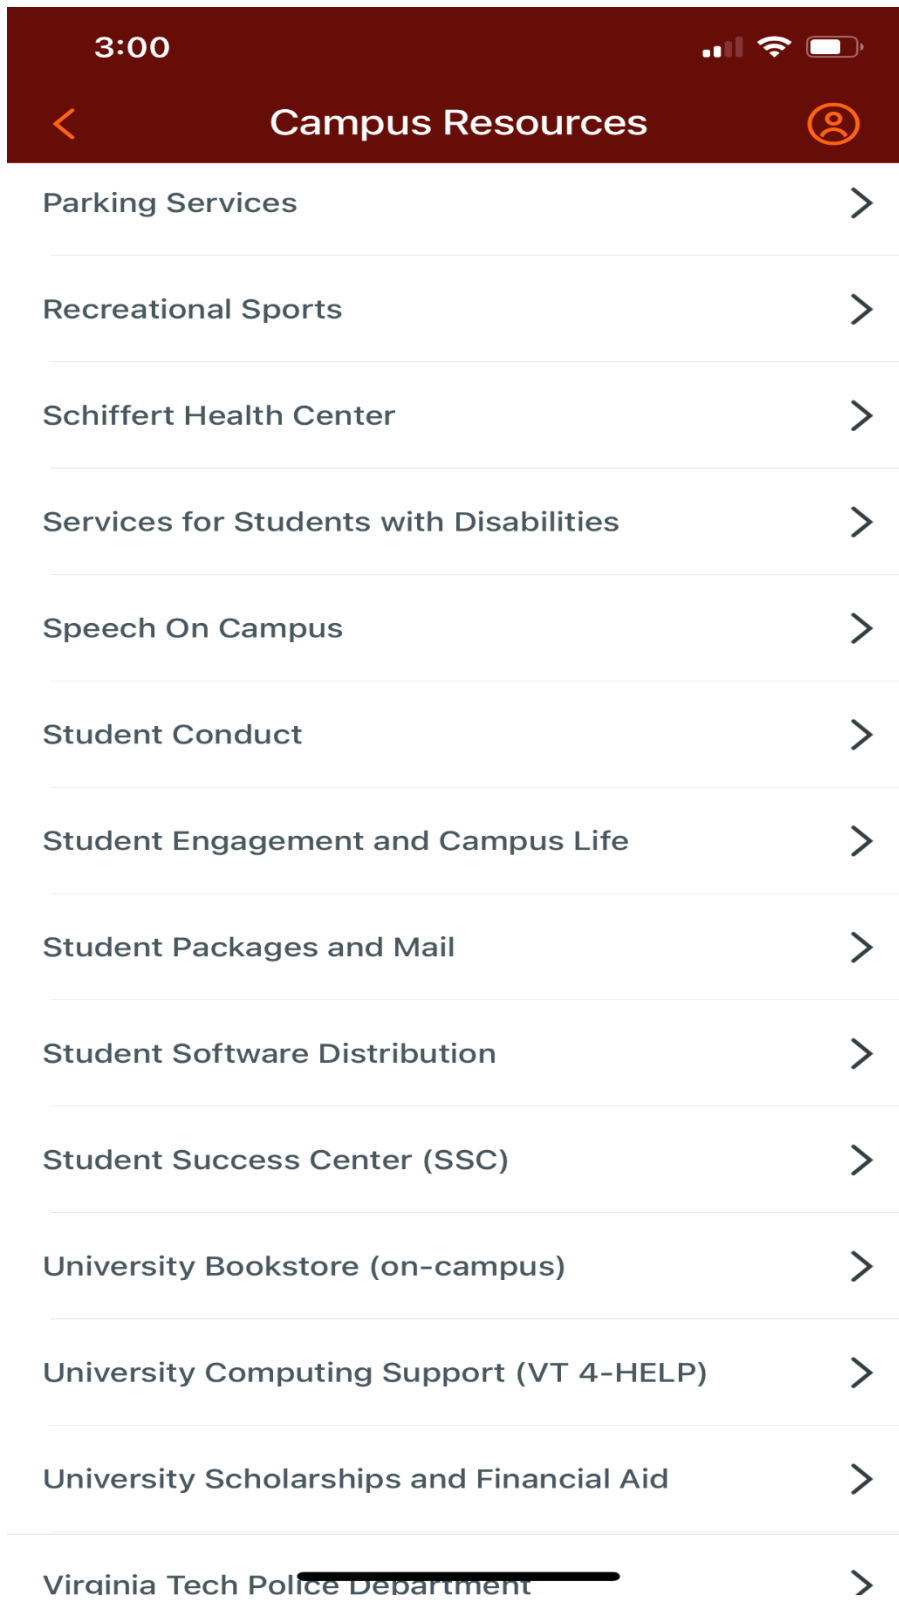 3:00
Campus Resources
Parking Services
Recreational Sports
Schiffert Health Center
Services for Students with Disabilities
Speech On Campus
Student Conduct
Student Engagement and Campus Life
Student Packages and Mail
Student Software Distribution
Student Success Center (SSC)
University Bookstore (on-campus)
University Computing Support (VT 4-HELP)
University Scholarships and Financial Aid
Virginia Tech Police Department